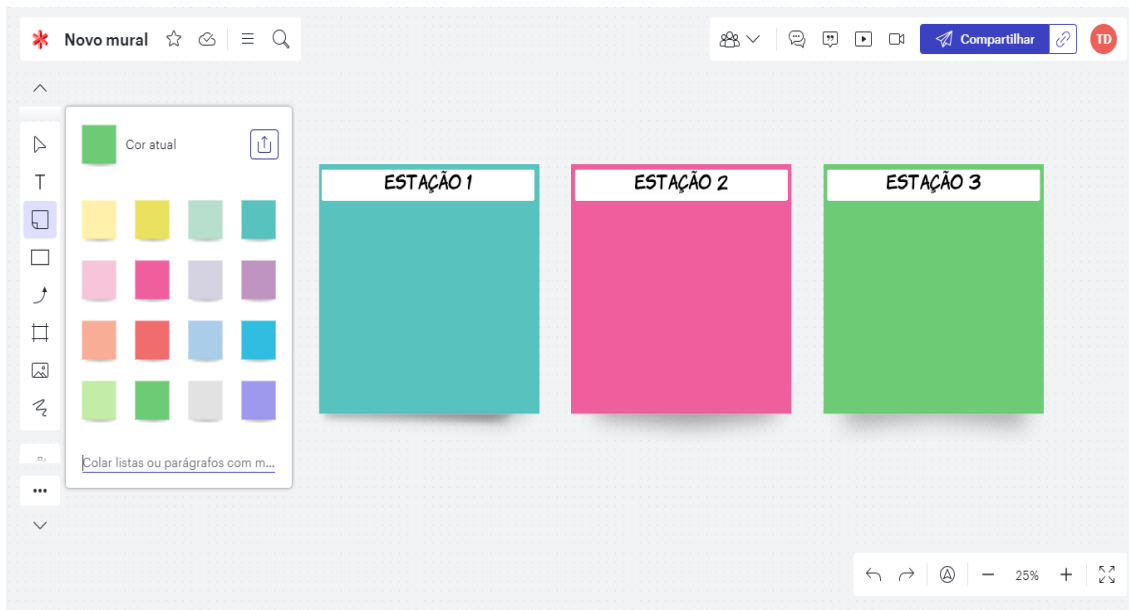 Novo mural
Compartilhar
TD
Cor atual
T
Colar listas ou parágrafos com m...
ESTAÇÃO 1
ESTAÇÃO 2
ESTAÇÃO 3
25%